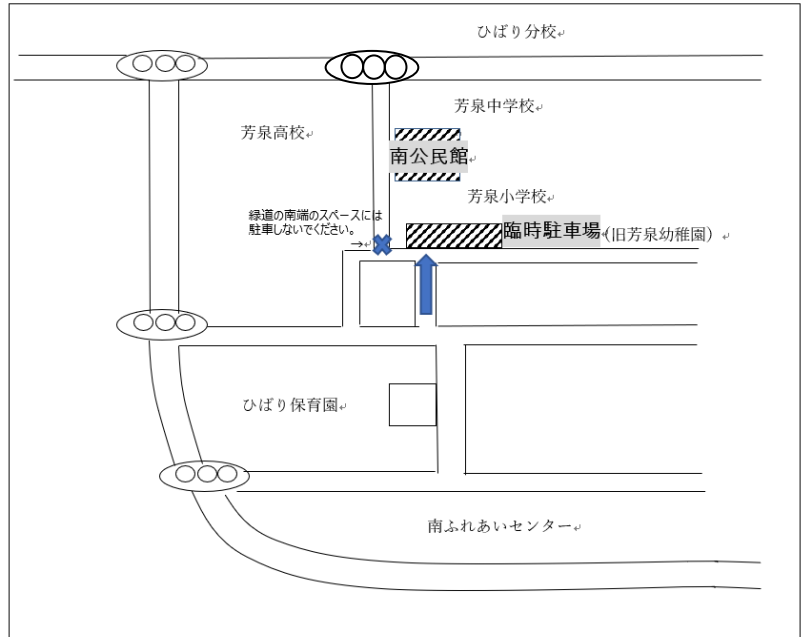 ひばり分校
芳泉中学校
芳泉高校
南公民館
芳泉小学校
緑道の南端のスペースには
駐車しないでください。
→
臨時駐車場(旧芳泉幼稚園)
ひばり保育園
南ふれあいセンター